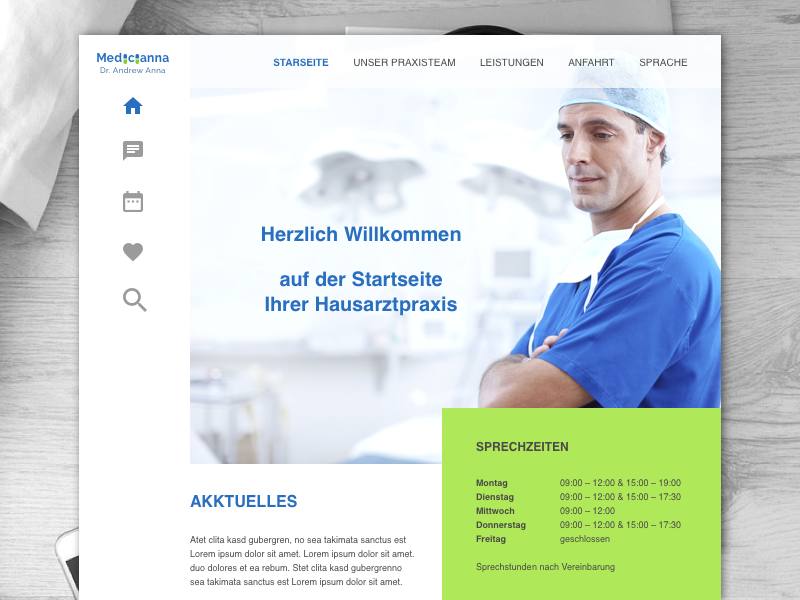 Medicianna
Dr. Andrew Anna
STARSEITE UNSER PRAXISTEAM LEISTUNGEN ANFAHRT SPRACHE
Herzlich Willkommen
auf der Startseite
Ihrer Hausarztpraxis
SPRECHZEITEN
Montag 09:00 – 12:00 & 15:00 – 19:00
Dienstag 09:00 – 12:00 & 15:00 – 17:30
Mittwoch 09:00 – 12:00
Donnerstag 09:00 – 12:00 & 15:00 – 17:30
Freitag geschlossen
Sprechstunden nach Vereinbarung
AKKTUELLES
Atet clita kasd gubergren, no sea takimata sanctus est
Lorem ipsum dolor sit amet. Lorem ipsum dolor sit amet.
duo dolores et ea rebum. Stet clita kasd gubergrenno
sea takimata sanctus est Lorem ipsum dolor sit amet.